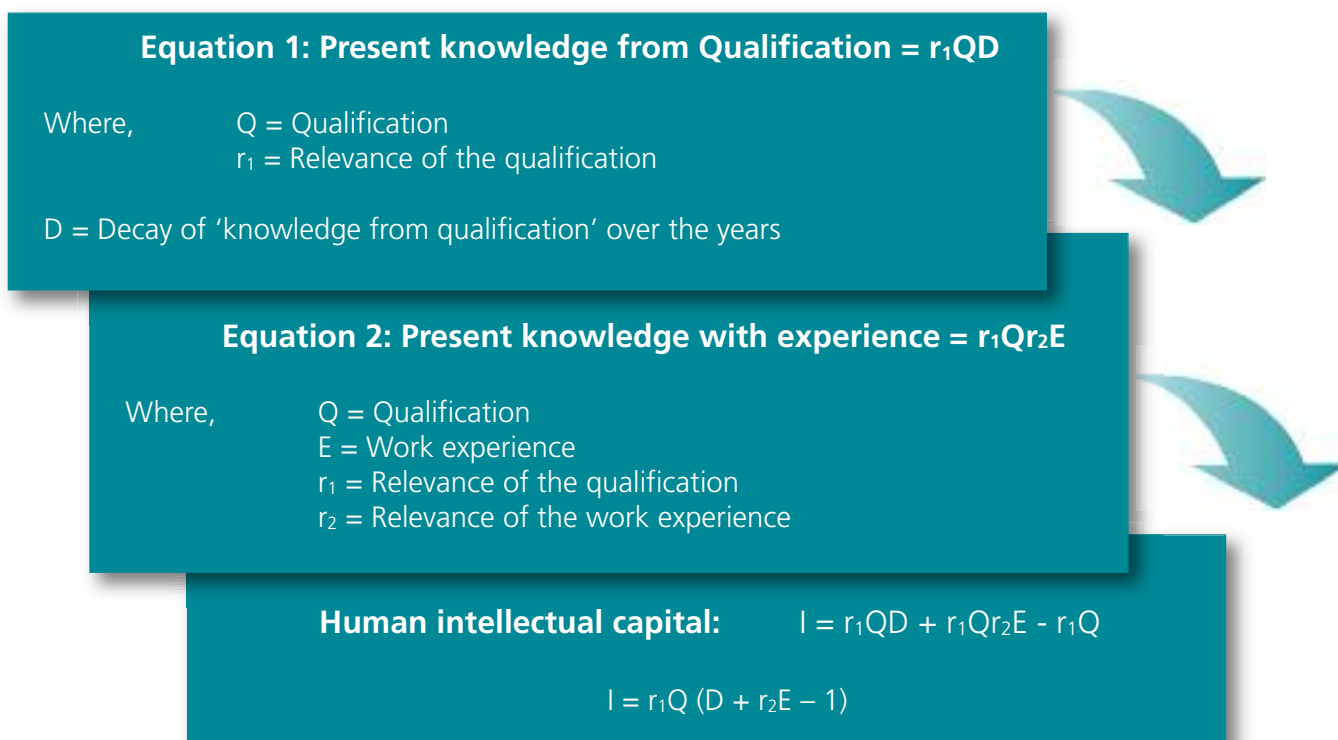 Equation 1: Present knowledge from Qualification = r₁QD
Where, Q = Qualification
r₁ = Relevance of the qualification
D = Decay of ‘knowledge from qualification’ over the years
Equation 2: Present knowledge with experience = r₁Qr₂E
Where, Q = Qualification
E = Work experience
r₁ = Relevance of the qualification
r₂ = Relevance of the work experience
Human intellectual capital: I = r₁QD + r₁Qr₂E - r₁Q
I = r₁Q (D + r₂E – 1)